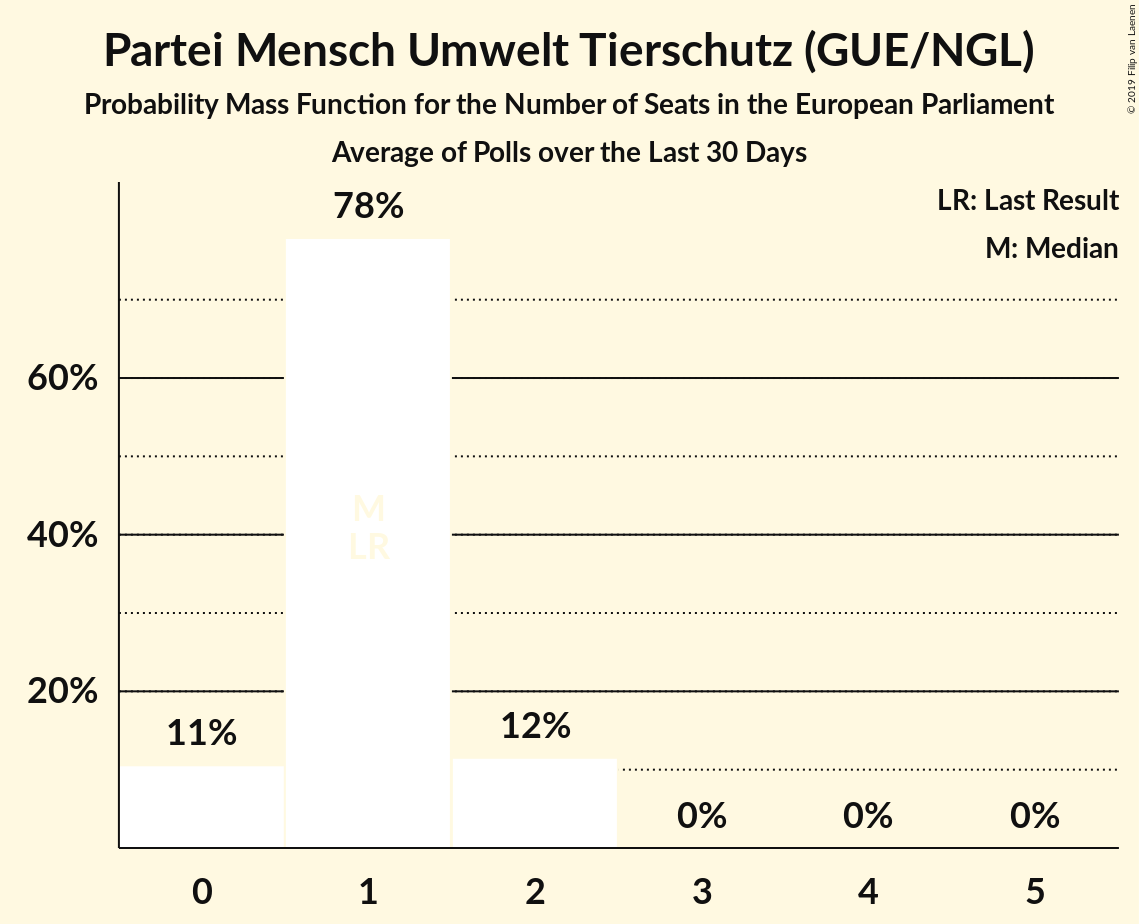 Partei Mensch Umwelt Tierschutz (GUE/NGL)
Probability Mass Function for the Number of Seats in the European Parliament
Average of Polls over the Last 30 Days
© 2019 Filip van Laenen
LR: Last Result
M: Median
78%
60%
M
40%
LR
20%
11%
12%
0%
0%
0%
0
1
2
3
4
5